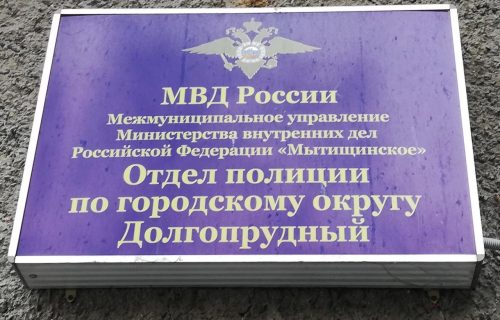 МВД России
Межмуниципальное управление
Министерства внутренних дел
Российской Федерации «Мытищинское»
Отдел полиции
по городскому округу
Долгопрудный